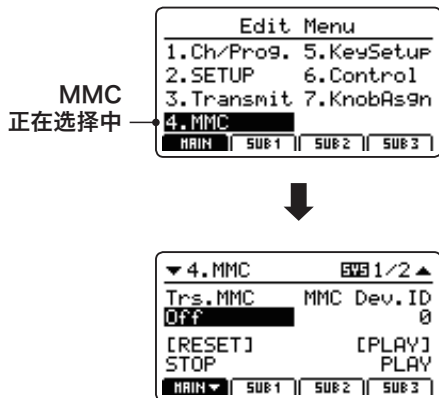 Edit Menu
1.Ch/Prog. 5.KeySetup
2.SETUP 6.Control
3.Transmit 7.KnobAsgn
4.MMC
MAIN SUB1 SUB2 SUB3
MMC
正在选择中
▼4.MMC SYS 1/2▲
Trs.MMC MMC Dev.ID
Off 0
[RESET] [PLAY]
STOP PLAY
MAIN▼ SUB1 SUB2 SUB3